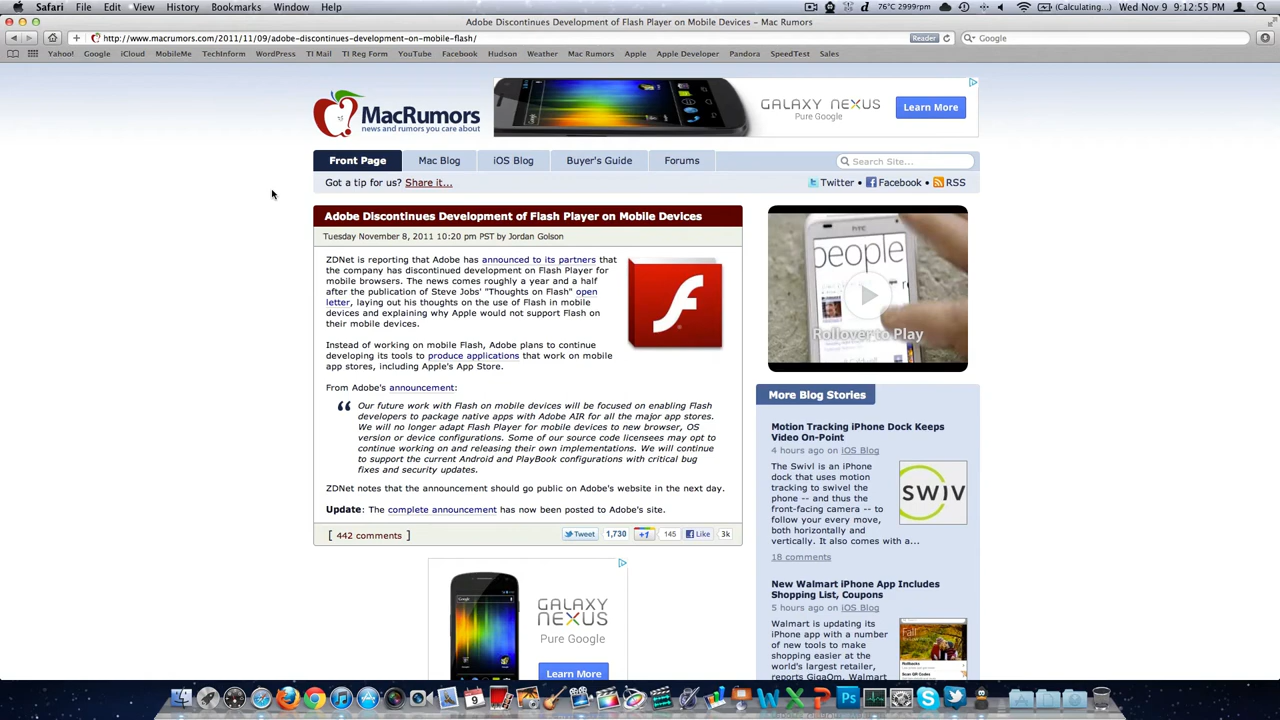 Safari File Edit View History Bookmarks Window Help
76°C 2999rpm (Calculating...) Wed Nov 9 9:12:55 PM
Adobe Discontinues Development of Flash Player on Mobile Devices – Mac Rumors
http://www.macrumors.com/2011/11/09/adobe-discontinues-development-on-mobile-flash/
Reader
Google
Yahoo! Google iCloud MobileMe TechInform WordPress TI Mail TI Reg Form YouTube Facebook Hudson Weather Mac Rumors Apple Apple Developer Pandora SpeedTest Sales
MacRumors
news and rumors you care about
GALAXY NEXUS
Pure Google
Learn More
Front Page Mac Blog iOS Blog Buyer's Guide Forums
Search Site...
Got a tip for us? Share it...
Twitter • Facebook • RSS
Adobe Discontinues Development of Flash Player on Mobile Devices
Tuesday November 8, 2011 10:20 pm PST by Jordan Golson
ZDNet is reporting that Adobe has announced to its partners that
the company has discontinued development on Flash Player for
mobile browsers. The news comes roughly a year and a half
after the publication of Steve Jobs' "Thoughts on Flash" open
letter, laying out his thoughts on the use of Flash in mobile
devices and explaining why Apple would not support Flash on
their mobile devices.
Instead of working on mobile Flash, Adobe plans to continue
developing its tools to produce applications that work on mobile
app stores, including Apple's App Store.
From Adobe's announcement:
Our future work with Flash on mobile devices will be focused on enabling Flash
developers to package native apps with Adobe AIR for all the major app stores.
We will no longer adapt Flash Player for mobile devices to new browser, OS
version or device configurations. Some of our source code licensees may opt to
continue working on and releasing their own implementations. We will continue
to support the current Android and PlayBook configurations with critical bug
fixes and security updates.
ZDNet notes that the announcement should go public on Adobe's website in the next day.
Update: The complete announcement has now been posted to Adobe's site.
[ 442 comments ]
Tweet 1,730 +1 145 Like 3k
GALAXY
NEXUS
Pure Google
Learn More
htc
people
Rollover to Play
More Blog Stories
Motion Tracking iPhone Dock Keeps
Video On-Point
4 hours ago on iOS Blog
The Swivl is an iPhone
dock that uses motion
tracking to swivel the
phone -- and thus the
front-facing camera -- to
follow your every move,
both horizontally and
vertically. It also comes with a...
SWIV
18 comments
New Walmart iPhone App Includes
Shopping List, Coupons
5 hours ago on iOS Blog
Walmart is updating its
iPhone app with a number
of new tools to make
shopping easier at the
world's largest retailer,
reports GigaOm. Walmart
Fall
Rollbacks
Scan QR Codes